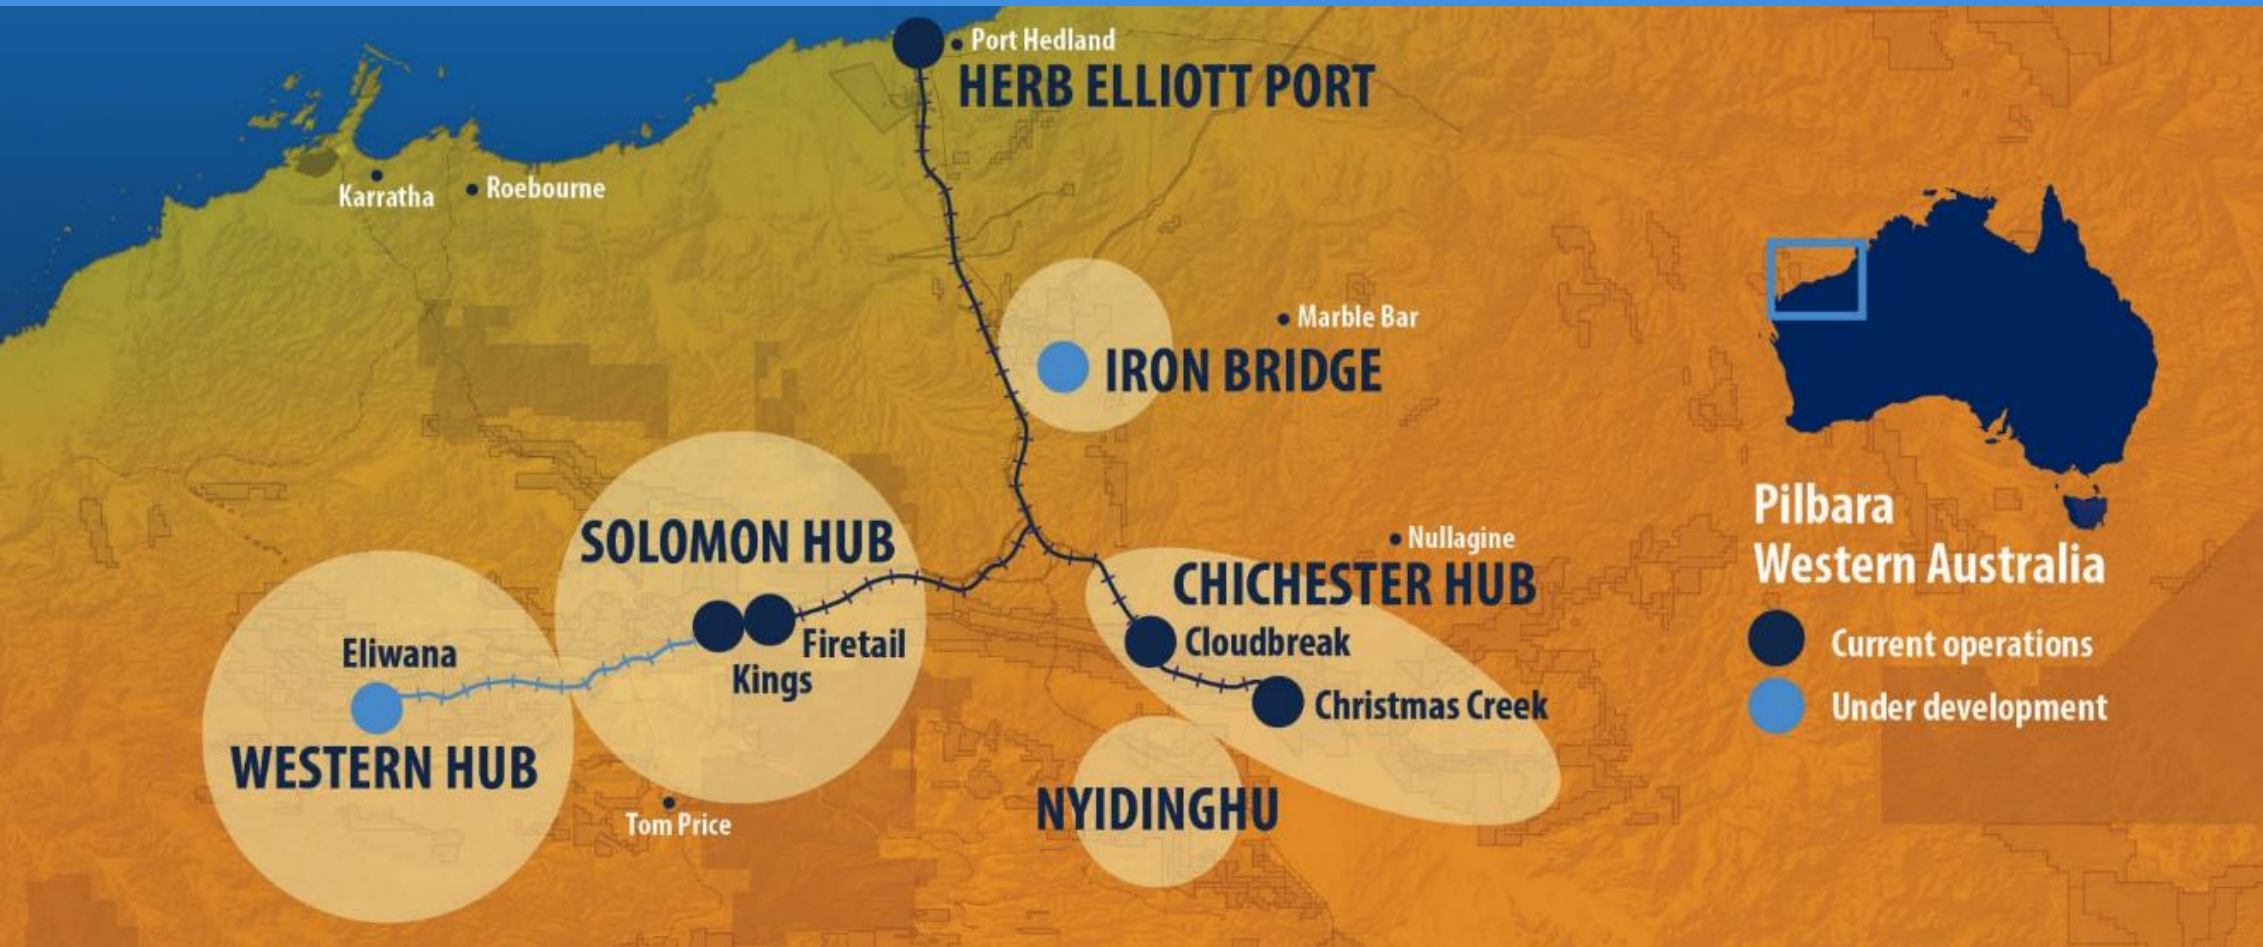 Port Hedland
HERB ELLIOTT PORT
Karratha
Roebourne
Marble Bar
IRON BRIDGE
SOLOMON HUB
Nullagine
CHICHESTER HUB
Cloudbreak
Christmas Creek
Firetail
Kings
Eliwana
WESTERN HUB
Tom Price
NYIDINGHU
Pilbara
Western Australia
Current operations
Under development